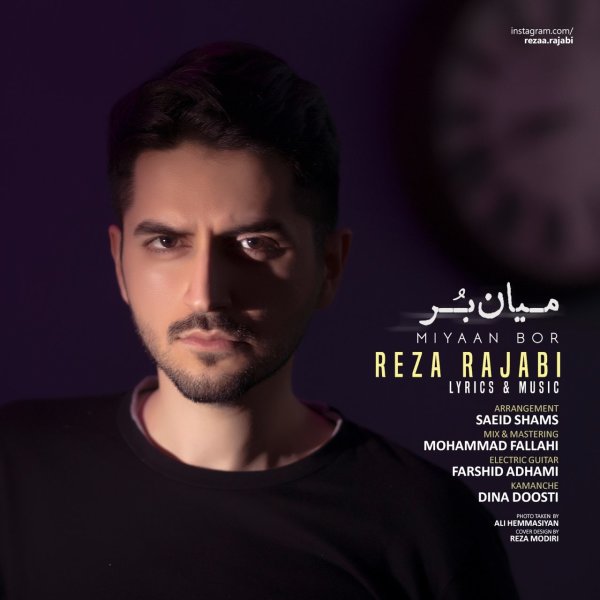 instagram.com/
rezaa.rajabi
میان بُر
MIYAAN BOR
REZA RAJABI
LYRICS & MUSIC
ARRANGEMENT
SAEID SHAMS
MIX & MASTERING
MOHAMMAD FALLAHI
ELECTRIC GUITAR
FARSHID ADHAMI
KAMANCHE
DINA DOOSTI
PHOTO TAKEN BY
ALI HEMMASIYAN
COVER DESIGN BY
REZA MODIRI